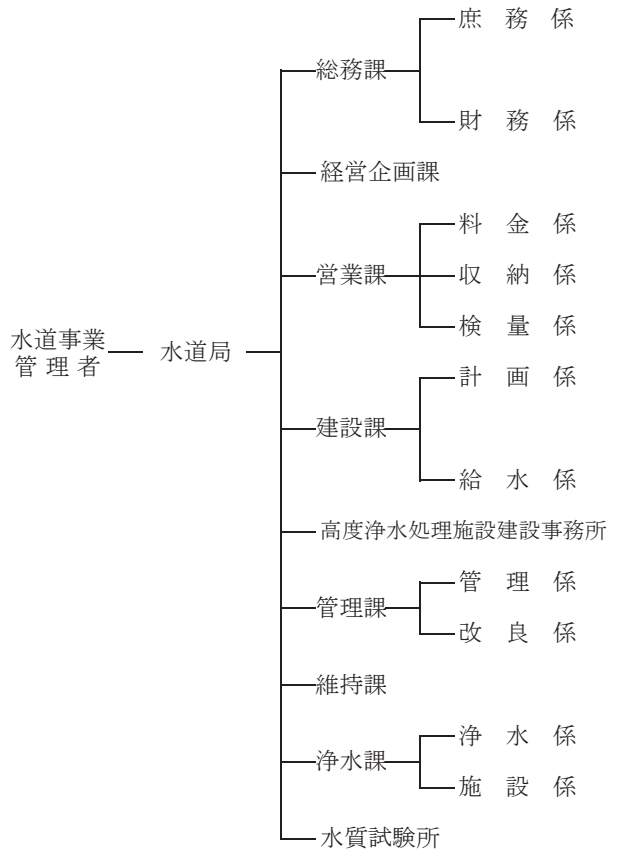 庶務係
総務課
財務係
経営企画課
料金係
営業課
収納係
検量係
水道事業
管理者
水道局
計画係
建設課
給水係
高度浄水処理施設建設事務所
管理係
管理課
改良係
維持課
浄水係
浄水課
施設係
水質試験所